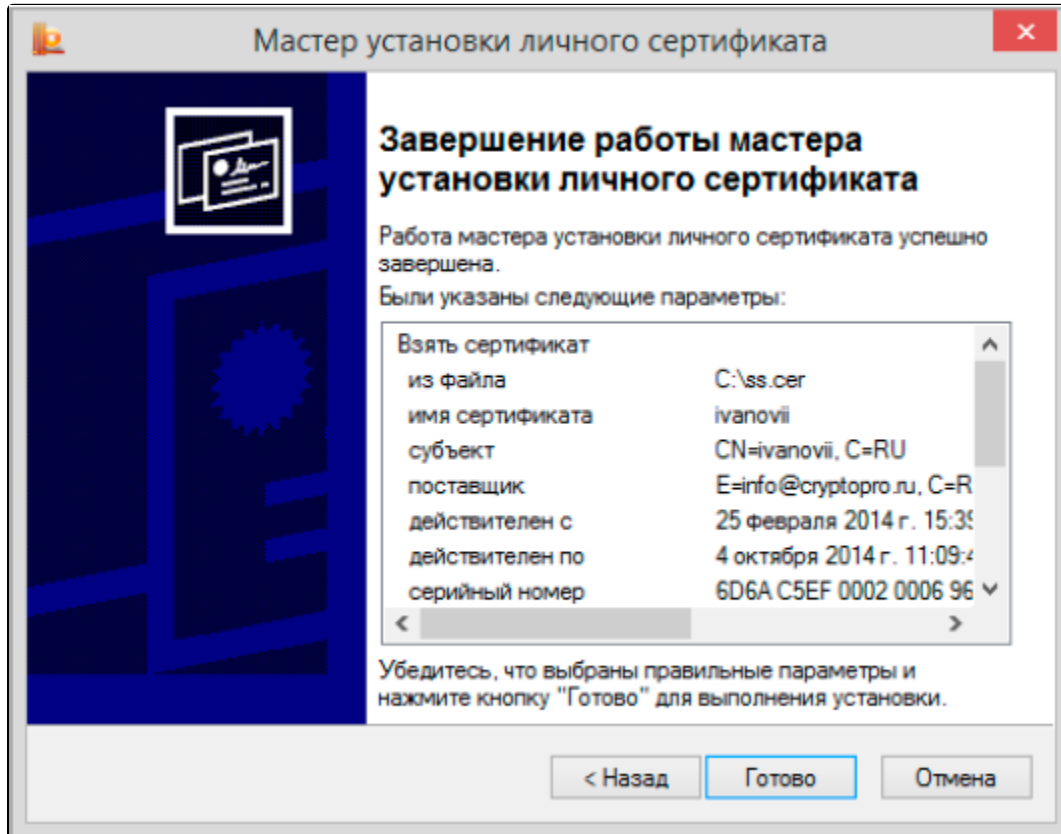 Мастер установки личного сертификата
Завершение работы мастера
установки личного сертификата
Работа мастера установки личного сертификата успешно
завершена.
Были указаны следующие параметры:
Взять сертификат
из файла C:\ss.cer
имя сертификата ivanovii
субъект CN=ivanovii, C=RU
поставщик E=info@cryptopro.ru, C=R
действителен с 25 февраля 2014 г. 15:39
действителен по 4 октября 2014 г. 11:09:4
серийный номер 6D6A C5EF 0002 0006 96
Убедитесь, что выбраны правильные параметры и
нажмите кнопку "Готово" для выполнения установки.
< Назад Готово Отмена